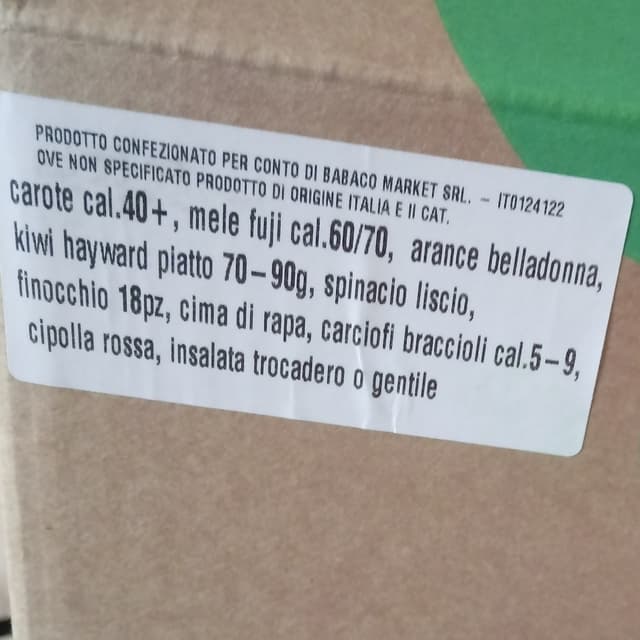 PRODOTTO CONFEZIONATO PER CONTO DI BABACO MARKET SRL. – IT0124122
OVE NON SPECIFICATO PRODOTTO DI ORIGINE ITALIA E II CAT.
carote cal.40+, mele fuji cal.60/70, arance belladonna,
kiwi hayward piatto 70–90g, spinacio liscio,
finocchio 18pz, cima di rapa, carciofi braccioli cal.5–9,
cipolla rossa, insalata trocadero o gentile